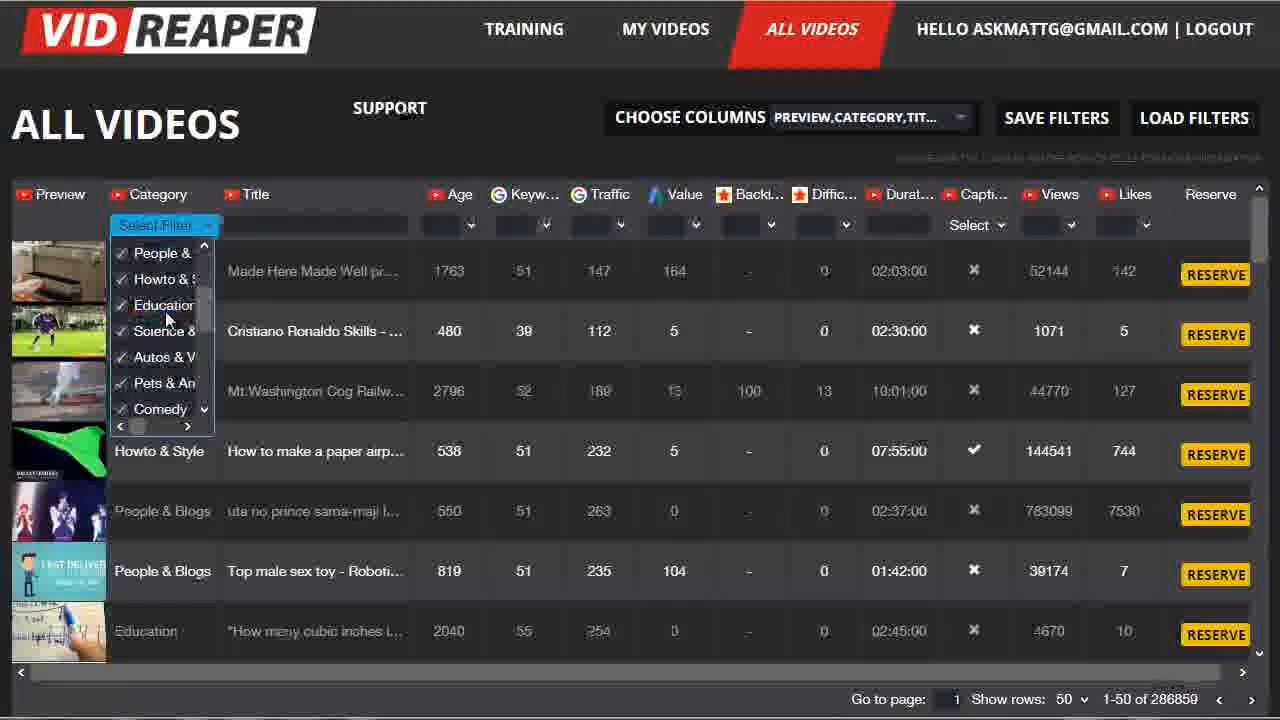 VID REAPER
TRAINING
MY VIDEOS
ALL VIDEOS
HELLO ASKMATTG@GMAIL.COM | LOGOUT
ALL VIDEOS
SUPPORT
CHOOSE COLUMNS PREVIEW,CATEGORY,TIT...
SAVE FILTERS
LOAD FILTERS
Preview Category Title Age Keyw... Traffic Value Backl... Diffic... Durat... Capti... Views Likes Reserve
Select Filter Select
People &
Howto & S
Education
Science &
Autos & V
Pets & An
Comedy
Made Here Made Well pr... 1763 51 147 164 - 0 02:03:00 52144 142 RESERVE
Cristiano Ronaldo Skills - ... 480 39 112 5 - 0 02:30:00 1071 5 RESERVE
Mt.Washington Cog Railw... 2796 52 189 13 100 13 10:01:00 44770 127 RESERVE
Howto & Style How to make a paper airp... 538 51 232 5 - 0 07:55:00 144541 744 RESERVE
People & Blogs uta no prince sama-maji l... 550 51 263 0 - 0 02:37:00 783099 7530 RESERVE
People & Blogs Top male sex toy - Roboti... 819 51 235 104 - 0 01:42:00 39174 7 RESERVE
Education "How many cubic inches i... 2040 55 254 0 - 0 02:45:00 4670 10 RESERVE
Go to page: 1 Show rows: 50 1-50 of 286859